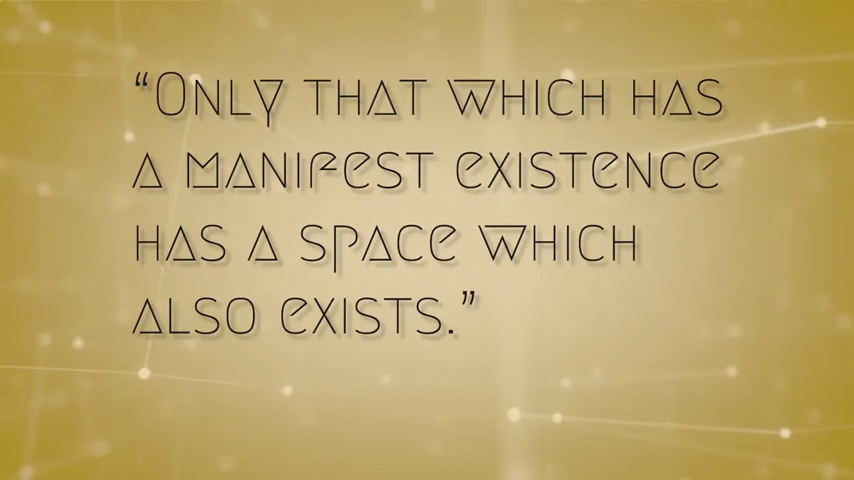 “Only that which has
a manifest existence
has a space which
also exists.”